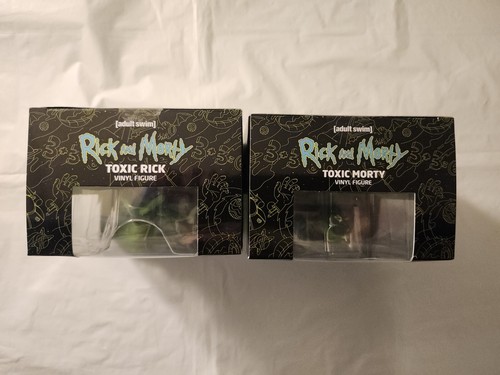 [adult swim]
Rick and Morty
TOXIC RICK
VINYL FIGURE
[adult swim]
Rick and Morty
TOXIC MORTY
VINYL FIGURE